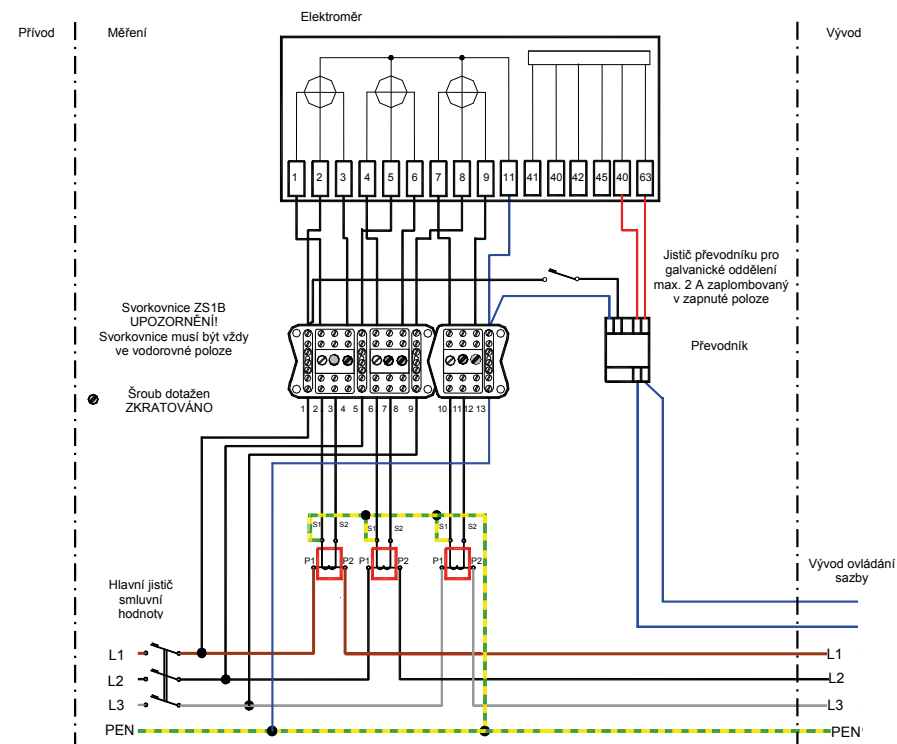 Elektroměr
Přívod
Měření
Vývod
1 2 3 4 5 6 7 8 9 11 41 40 42 45 40 63
Jistič převodníku pro
galvanické oddělení
max. 2 A zaplombovaný
v zapnuté poloze
Svorkovnice ZS1B
UPOZORNĚNÍ!
Svorkovnice musí být vždy
ve vodorovné poloze
Převodník
Šroub dotažen
ZKRATOVÁNO
1 2 3 4 5 6 7 8 9 10 11 12 13
S1 S2 S1 S2 S1 S2
P1 P2 P1 P2 P1 P2
Vývod ovládání
sazby
Hlavní jistič
smluvní
hodnoty
L1 L1
L2 L2
L3 L3
PEN PEN